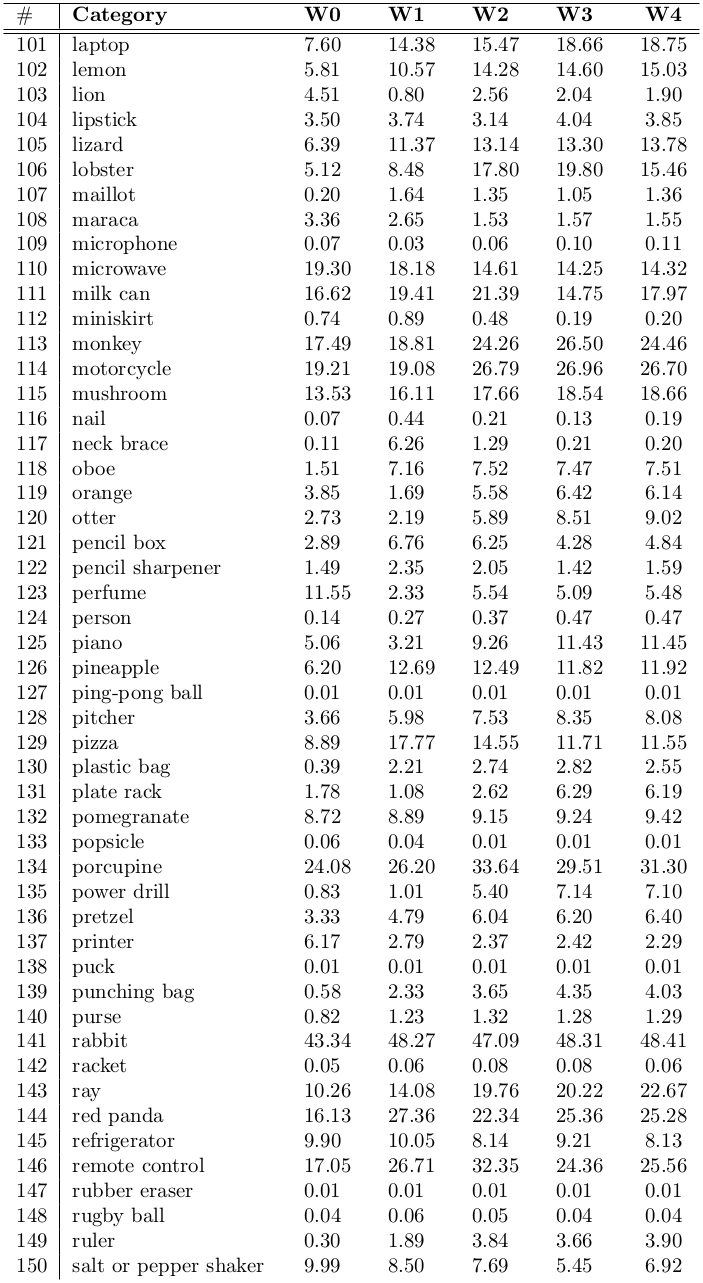 # Category W0 W1 W2 W3 W4
101 laptop 7.60 14.38 15.47 18.66 18.75
102 lemon 5.81 10.57 14.28 14.60 15.03
103 lion 4.51 0.80 2.56 2.04 1.90
104 lipstick 3.50 3.74 3.14 4.04 3.85
105 lizard 6.39 11.37 13.14 13.30 13.78
106 lobster 5.12 8.48 17.80 19.80 15.46
107 maillot 0.20 1.64 1.35 1.05 1.36
108 maraca 3.36 2.65 1.53 1.57 1.55
109 microphone 0.07 0.03 0.06 0.10 0.11
110 microwave 19.30 18.18 14.61 14.25 14.32
111 milk can 16.62 19.41 21.39 14.75 17.97
112 miniskirt 0.74 0.89 0.48 0.19 0.20
113 monkey 17.49 18.81 24.26 26.50 24.46
114 motorcycle 19.21 19.08 26.79 26.96 26.70
115 mushroom 13.53 16.11 17.66 18.54 18.66
116 nail 0.07 0.44 0.21 0.13 0.19
117 neck brace 0.11 6.26 1.29 0.21 0.20
118 oboe 1.51 7.16 7.52 7.47 7.51
119 orange 3.85 1.69 5.58 6.42 6.14
120 otter 2.73 2.19 5.89 8.51 9.02
121 pencil box 2.89 6.76 6.25 4.28 4.84
122 pencil sharpener 1.49 2.35 2.05 1.42 1.59
123 perfume 11.55 2.33 5.54 5.09 5.48
124 person 0.14 0.27 0.37 0.47 0.47
125 piano 5.06 3.21 9.26 11.43 11.45
126 pineapple 6.20 12.69 12.49 11.82 11.92
127 ping-pong ball 0.01 0.01 0.01 0.01 0.01
128 pitcher 3.66 5.98 7.53 8.35 8.08
129 pizza 8.89 17.77 14.55 11.71 11.55
130 plastic bag 0.39 2.21 2.74 2.82 2.55
131 plate rack 1.78 1.08 2.62 6.29 6.19
132 pomegranate 8.72 8.89 9.15 9.24 9.42
133 popsicle 0.06 0.04 0.01 0.01 0.01
134 porcupine 24.08 26.20 33.64 29.51 31.30
135 power drill 0.83 1.01 5.40 7.14 7.10
136 pretzel 3.33 4.79 6.04 6.20 6.40
137 printer 6.17 2.79 2.37 2.42 2.29
138 puck 0.01 0.01 0.01 0.01 0.01
139 punching bag 0.58 2.33 3.65 4.35 4.03
140 purse 0.82 1.23 1.32 1.28 1.29
141 rabbit 43.34 48.27 47.09 48.31 48.41
142 racket 0.05 0.06 0.08 0.08 0.06
143 ray 10.26 14.08 19.76 20.22 22.67
144 red panda 16.13 27.36 22.34 25.36 25.28
145 refrigerator 9.90 10.05 8.14 9.21 8.13
146 remote control 17.05 26.71 32.35 24.36 25.56
147 rubber eraser 0.01 0.01 0.01 0.01 0.01
148 rugby ball 0.04 0.06 0.05 0.04 0.04
149 ruler 0.30 1.89 3.84 3.66 3.90
150 salt or pepper shaker 9.99 8.50 7.69 5.45 6.92